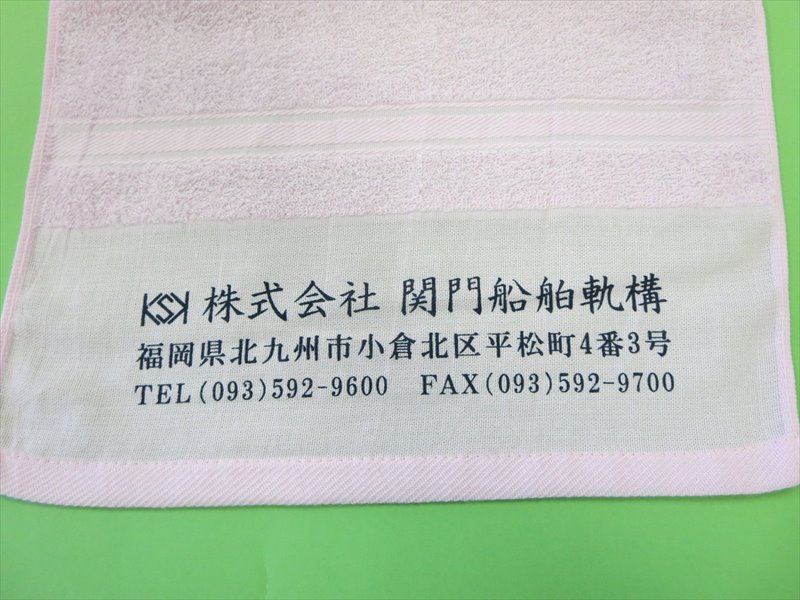 KSK 株式会社 関門船舶軌構
福岡県北九州市小倉北区平松町4番3号
TEL(093)592-9600 FAX(093)592-9700